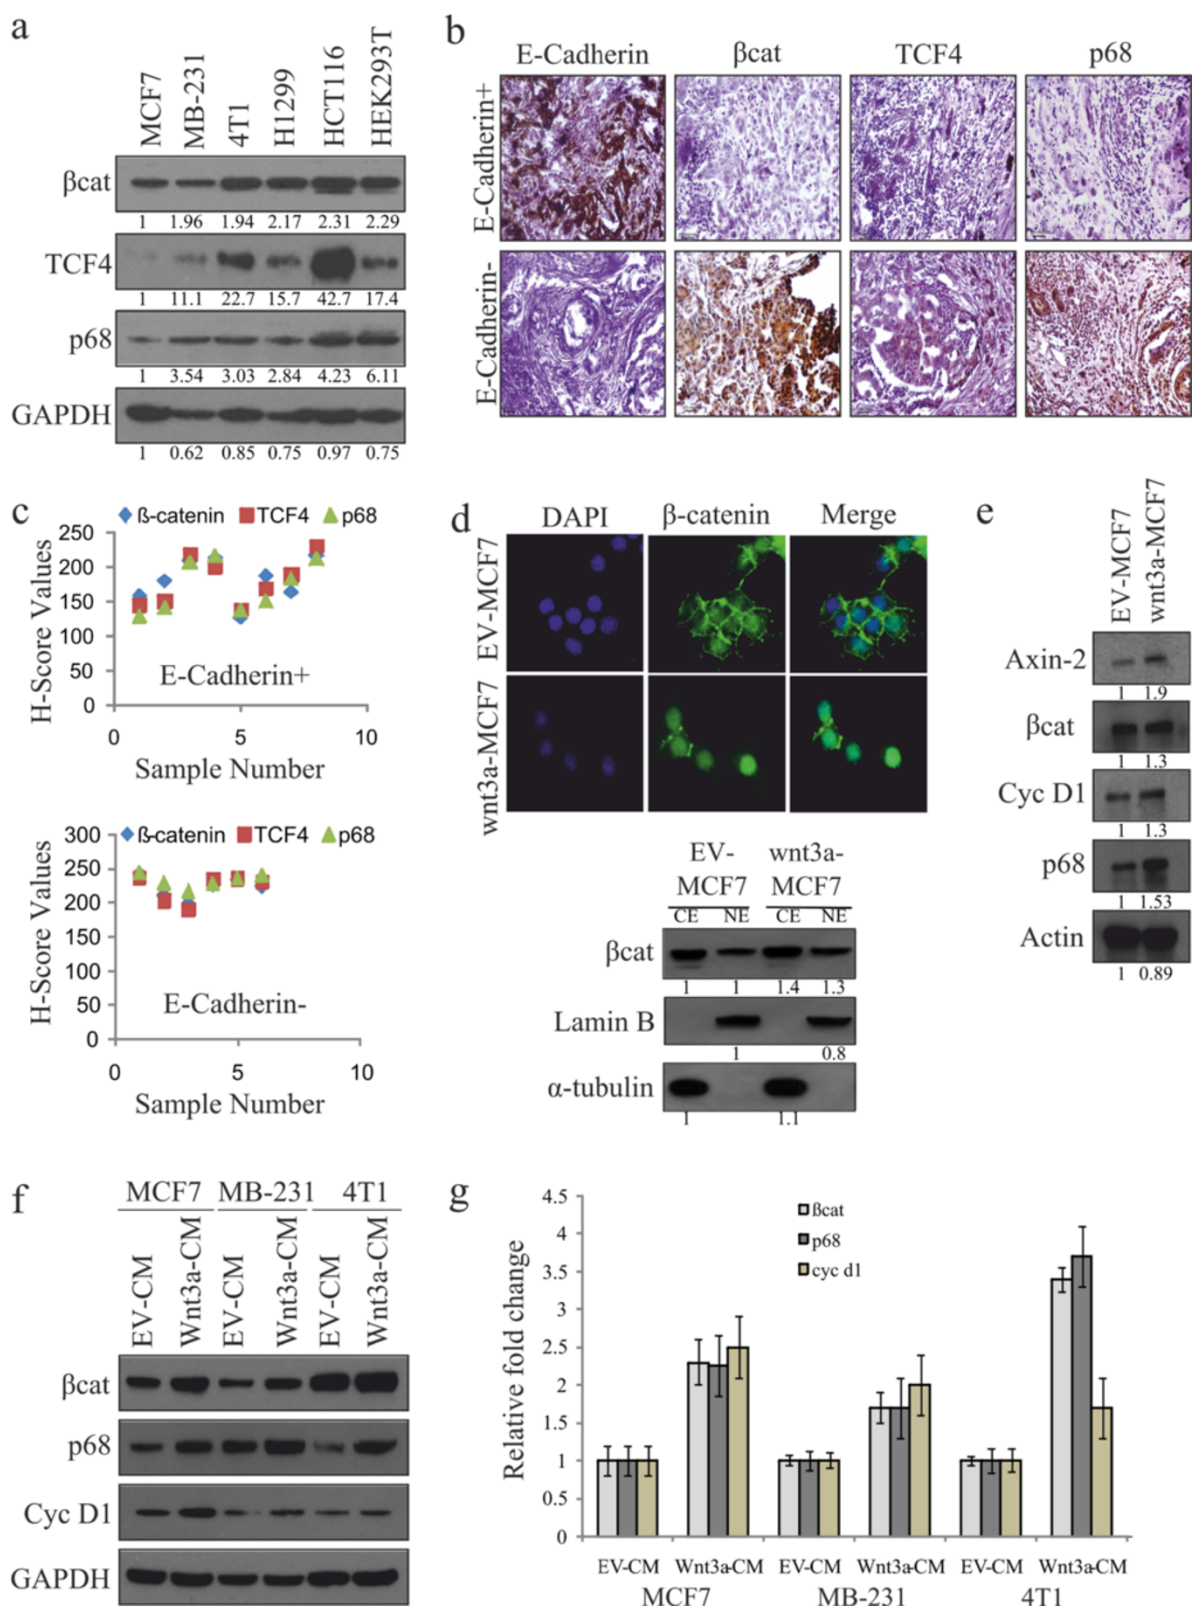 a
MCF7 MB-231 4T1 H1299 HCT116 HEK293T
βcat
1 1.96 1.94 2.17 2.31 2.29
TCF4
1 11.1 22.7 15.7 42.7 17.4
p68
1 3.54 3.03 2.84 4.23 6.11
GAPDH
1 0.62 0.85 0.75 0.97 0.75
b
E-Cadherin βcat TCF4 p68
E-Cadherin+
E-Cadherin-
c
ß-catenin TCF4 p68
H-Score Values
250
200
150
100
50
0
E-Cadherin+
0 5 10
Sample Number
ß-catenin TCF4 p68
H-Score Values
300
250
200
150
100
50
0
E-Cadherin-
0 5 10
Sample Number
d
DAPI β-catenin Merge
EV-MCF7
wnt3a-MCF7
EV- wnt3a-
MCF7 MCF7
CE NE CE NE
βcat
1 1 1.4 1.3
Lamin B
1 0.8
α-tubulin
1 1.1
e
EV-MCF7 wnt3a-MCF7
Axin-2
1 1.9
βcat
1 1.3
Cyc D1
1 1.3
p68
1 1.53
Actin
1 0.89
f
MCF7 MB-231 4T1
EV-CM Wnt3a-CM EV-CM Wnt3a-CM EV-CM Wnt3a-CM
βcat
p68
Cyc D1
GAPDH
g
Relative fold change
4.5
4
3.5
3
2.5
2
1.5
1
0.5
0
ßcat
p68
cyc d1
EV-CM Wnt3a-CM EV-CM Wnt3a-CM EV-CM Wnt3a-CM
MCF7 MB-231 4T1